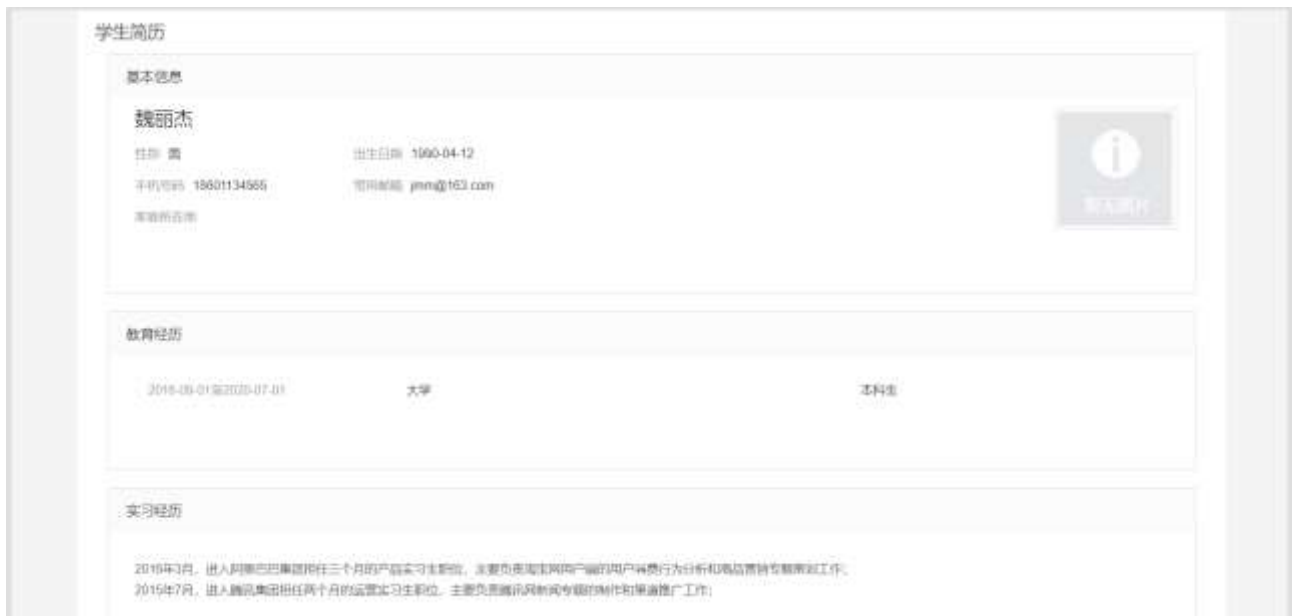 学生简历
基本信息
魏丽杰
性别 男
出生日期 1990-04-12
手机号码 18601134565
常用邮箱 jmm@163.com
家庭所在地
暂无照片
教育经历
2016-09-01至2020-07-01 大学 本科生
实习经历
2016年3月，进入阿里巴巴集团担任三个月的产品实习生职位，主要负责淘宝网用户端的用户消费行为分析和商品营销专题策划工作；
2015年7月，进入腾讯集团担任两个月的运营实习生职位，主要负责腾讯网新闻专题的制作和渠道推广工作；